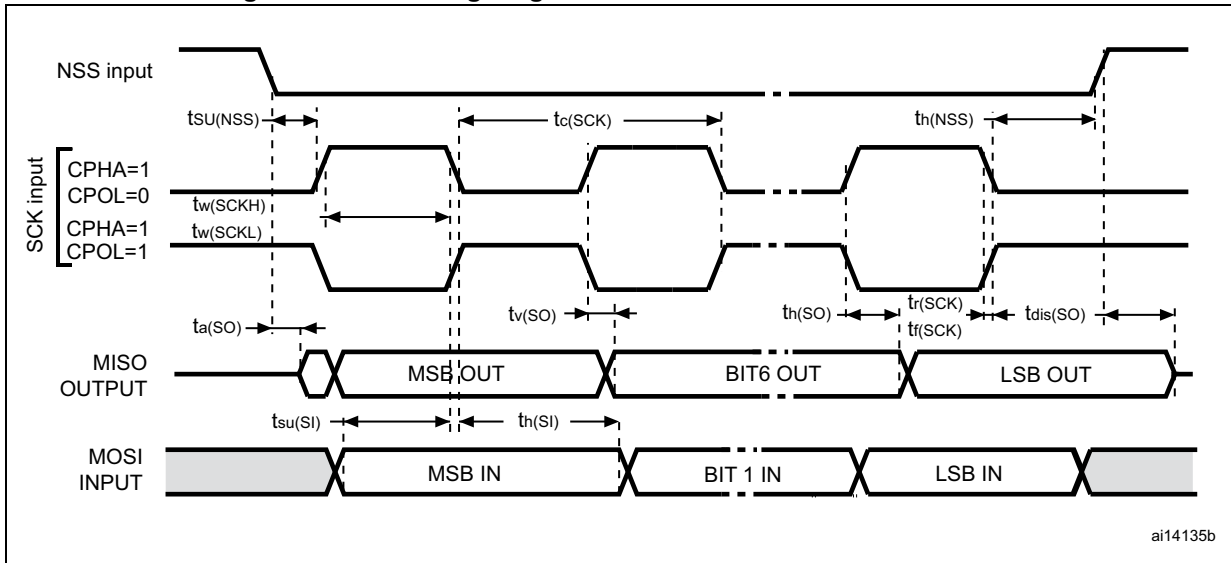 NSS input
tSU(NSS)
tc(SCK)
th(NSS)
SCK input
CPHA=1
CPOL=0
tw(SCKH)
CPHA=1
tw(SCKL)
CPOL=1
ta(SO)
tv(SO)
th(SO)
tr(SCK)
tf(SCK)
tdis(SO)
MISO
OUTPUT
MSB OUT
BIT6 OUT
LSB OUT
tsu(SI)
th(SI)
MOSI
INPUT
MSB IN
BIT 1 IN
LSB IN
ai14135b